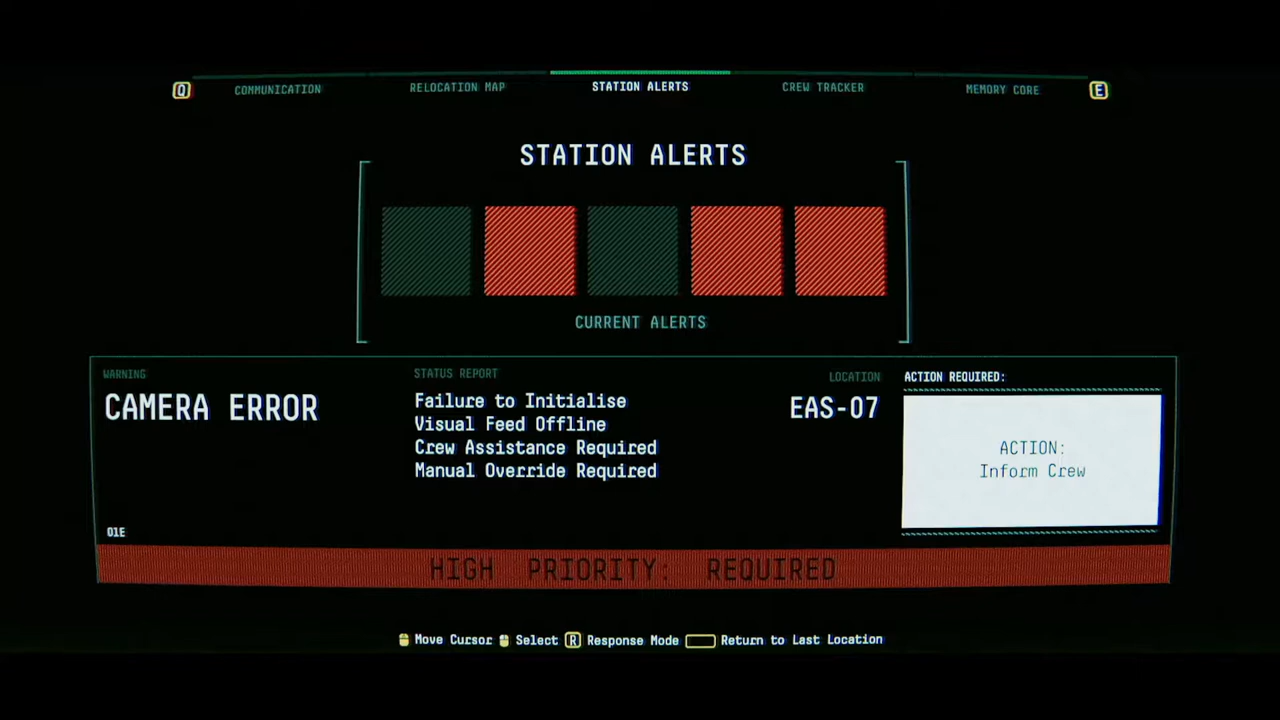 Q
COMMUNICATION
RELOCATION MAP
STATION ALERTS
CREW TRACKER
MEMORY CORE
E
STATION ALERTS
CURRENT ALERTS
WARNING
CAMERA ERROR
01E
STATUS REPORT
Failure to Initialise
Visual Feed Offline
Crew Assistance Required
Manual Override Required
LOCATION
EAS-07
ACTION REQUIRED:
ACTION:
Inform Crew
HIGH PRIORITY: REQUIRED
Move Cursor Select R Response Mode Return to Last Location